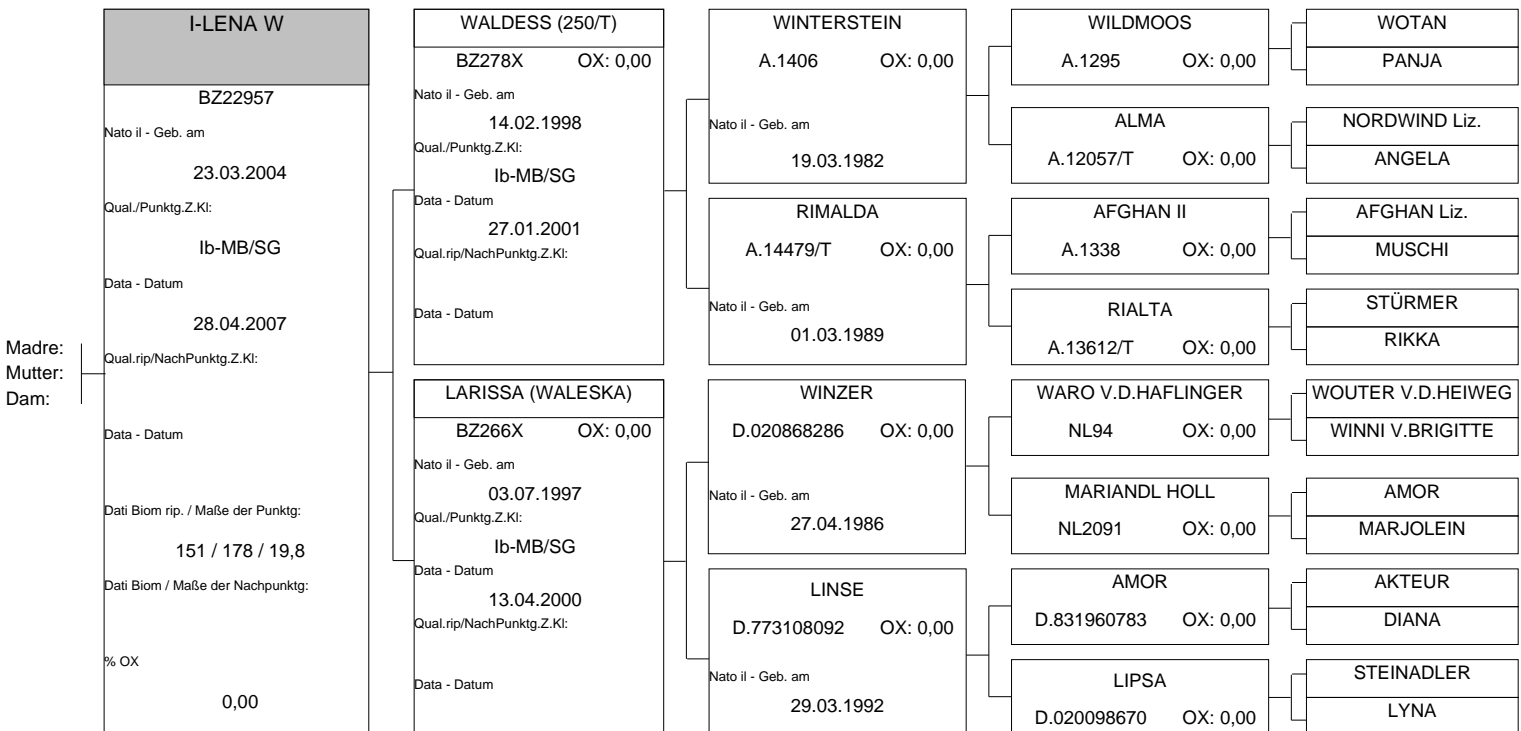 Madre:
Mutter:
Dam:
I-LENA W
BZ22957
Nato il - Geb. am
23.03.2004
Qual./Punktg.Z.Kl:
Ib-MB/SG
Data - Datum
28.04.2007
Qual.rip/NachPunktg.Z.Kl:
Data - Datum
Dati Biom rip. / Maße der Punktg:
151 / 178 / 19,8
Dati Biom / Maße der Nachpunktg:
% OX
0,00
WALDESS (250/T)
BZ278X OX: 0,00
Nato il - Geb. am
14.02.1998
Qual./Punktg.Z.Kl:
Ib-MB/SG
Data - Datum
27.01.2001
Qual.rip/NachPunktg.Z.Kl:
Data - Datum
LARISSA (WALESKA)
BZ266X OX: 0,00
Nato il - Geb. am
03.07.1997
Qual./Punktg.Z.Kl:
Ib-MB/SG
Data - Datum
13.04.2000
Qual.rip/NachPunktg.Z.Kl:
Data - Datum
WINTERSTEIN
A.1406 OX: 0,00
Nato il - Geb. am
19.03.1982
RIMALDA
A.14479/T OX: 0,00
Nato il - Geb. am
01.03.1989
WINZER
D.020868286 OX: 0,00
Nato il - Geb. am
27.04.1986
LINSE
D.773108092 OX: 0,00
Nato il - Geb. am
29.03.1992
WILDMOOS
A.1295 OX: 0,00
ALMA
A.12057/T OX: 0,00
AFGHAN II
A.1338 OX: 0,00
RIALTA
A.13612/T OX: 0,00
WARO V.D.HAFLINGER
NL94 OX: 0,00
MARIANDL HOLL
NL2091 OX: 0,00
AMOR
D.831960783 OX: 0,00
LIPSA
D.020098670 OX: 0,00
WOTAN
PANJA
NORDWIND Liz.
ANGELA
AFGHAN Liz.
MUSCHI
STÜRMER
RIKKA
WOUTER V.D.HEIWEG
WINNI V.BRIGITTE
AMOR
MARJOLEIN
AKTEUR
DIANA
STEINADLER
LYNA